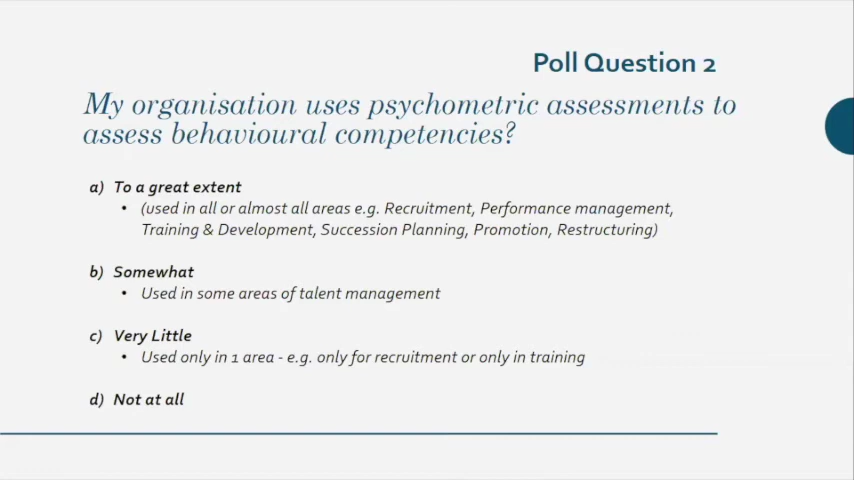 Poll Question 2
My organisation uses psychometric assessments to
assess behavioural competencies?
a) To a great extent
• (used in all or almost all areas e.g. Recruitment, Performance management,
Training & Development, Succession Planning, Promotion, Restructuring)
b) Somewhat
• Used in some areas of talent management
c) Very Little
• Used only in 1 area - e.g. only for recruitment or only in training
d) Not at all